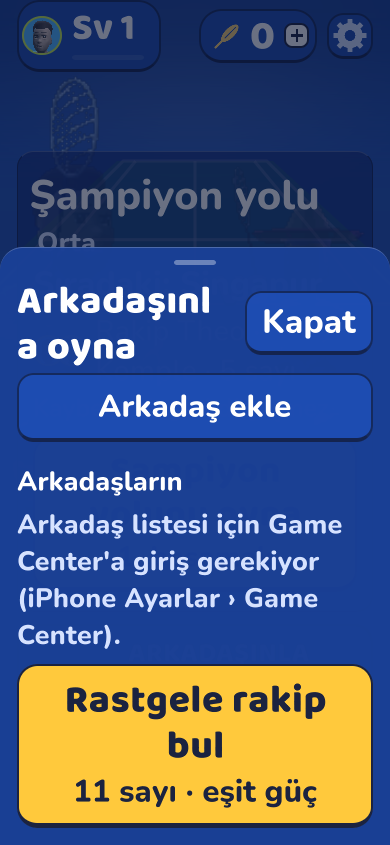 Sv 1
0
Şampiyon yolu
Orta
Arkadaşınl
a oyna
Kapat
Arkadaş ekle
Arkadaşların
Arkadaş listesi için Game
Center'a giriş gerekiyor
(iPhone Ayarlar › Game
Center).
Rastgele rakip
bul
11 sayı · eşit güç